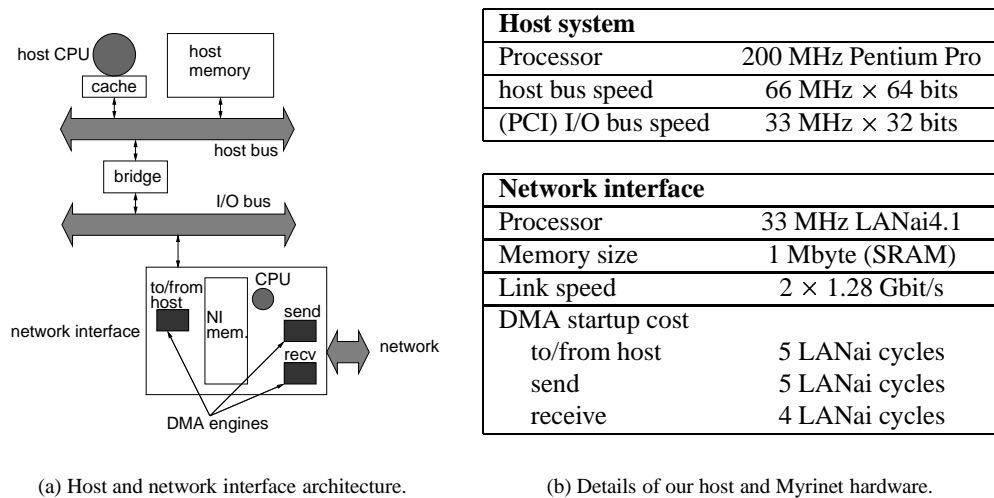 host CPU
cache
host
memory
host bus
bridge
I/O bus
to/from
host
NI
mem.
CPU
send
recv
network interface
network
DMA engines
(a) Host and network interface architecture.
Host system
Processor 200 MHz Pentium Pro
host bus speed 66 MHz × 64 bits
(PCI) I/O bus speed 33 MHz × 32 bits
Network interface
Processor 33 MHz LANai4.1
Memory size 1 Mbyte (SRAM)
Link speed 2 × 1.28 Gbit/s
DMA startup cost
to/from host 5 LANai cycles
send 5 LANai cycles
receive 4 LANai cycles
(b) Details of our host and Myrinet hardware.